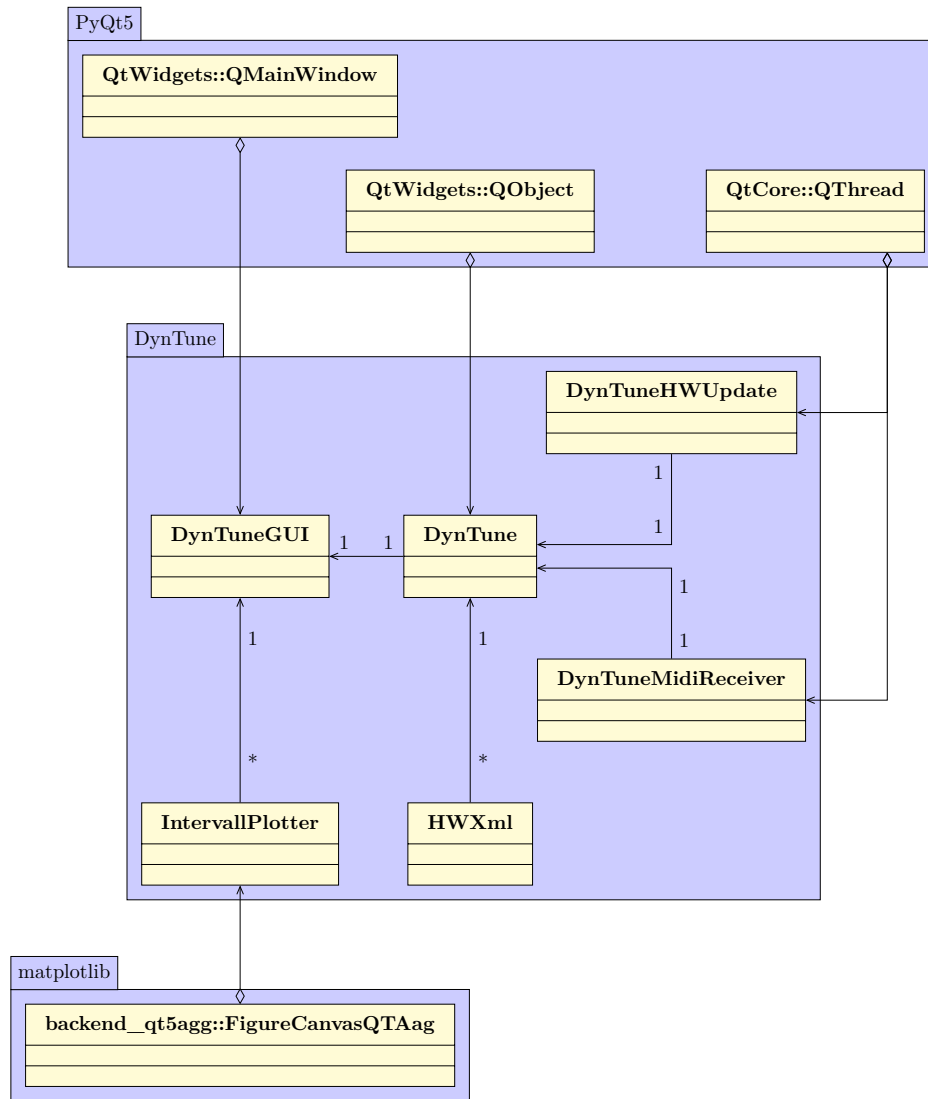 PyQt5
QtWidgets::QMainWindow
QtWidgets::QObject
QtCore::QThread
DynTune
DynTuneHWUpdate
1
1
DynTuneGUI
1
1
DynTune
1
1
1
1
DynTuneMidiReceiver
*
*
IntervallPlotter
HWXml
matplotlib
backend_qt5agg::FigureCanvasQTAag